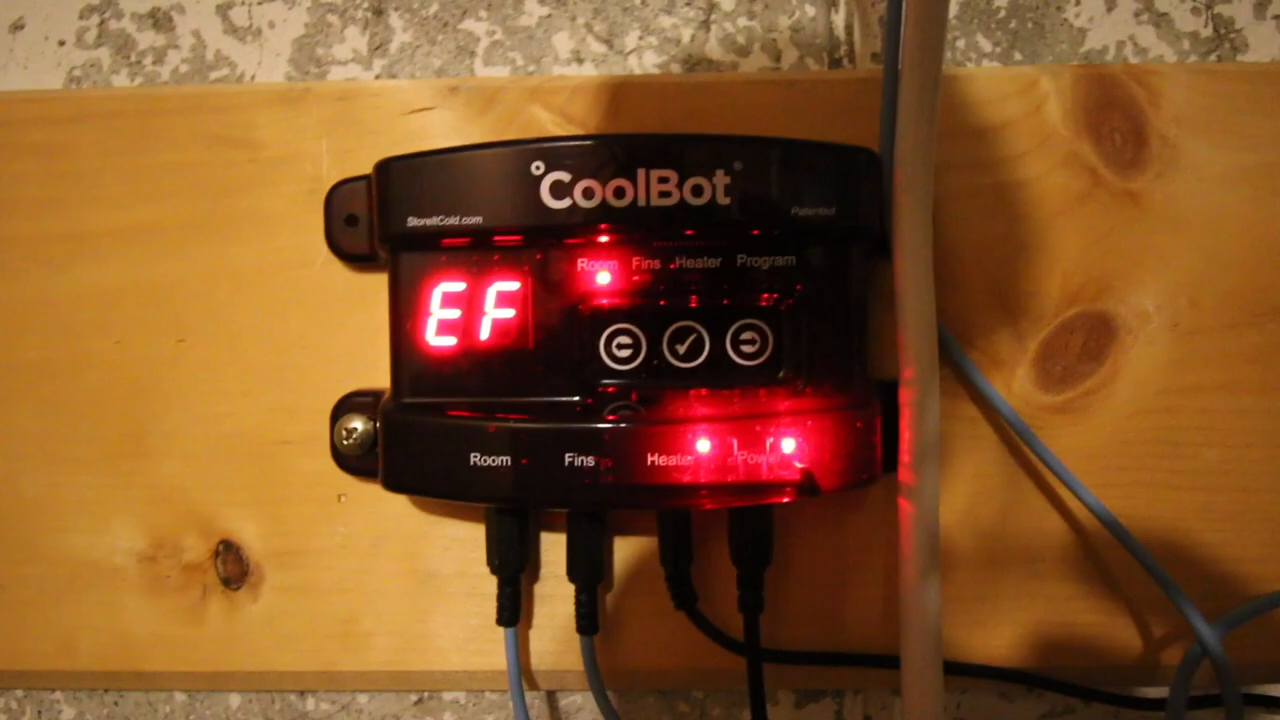 °CoolBot
StoreItCold.com
Patented
Room Fins Heater Program
EF
Room Fins Heater Power